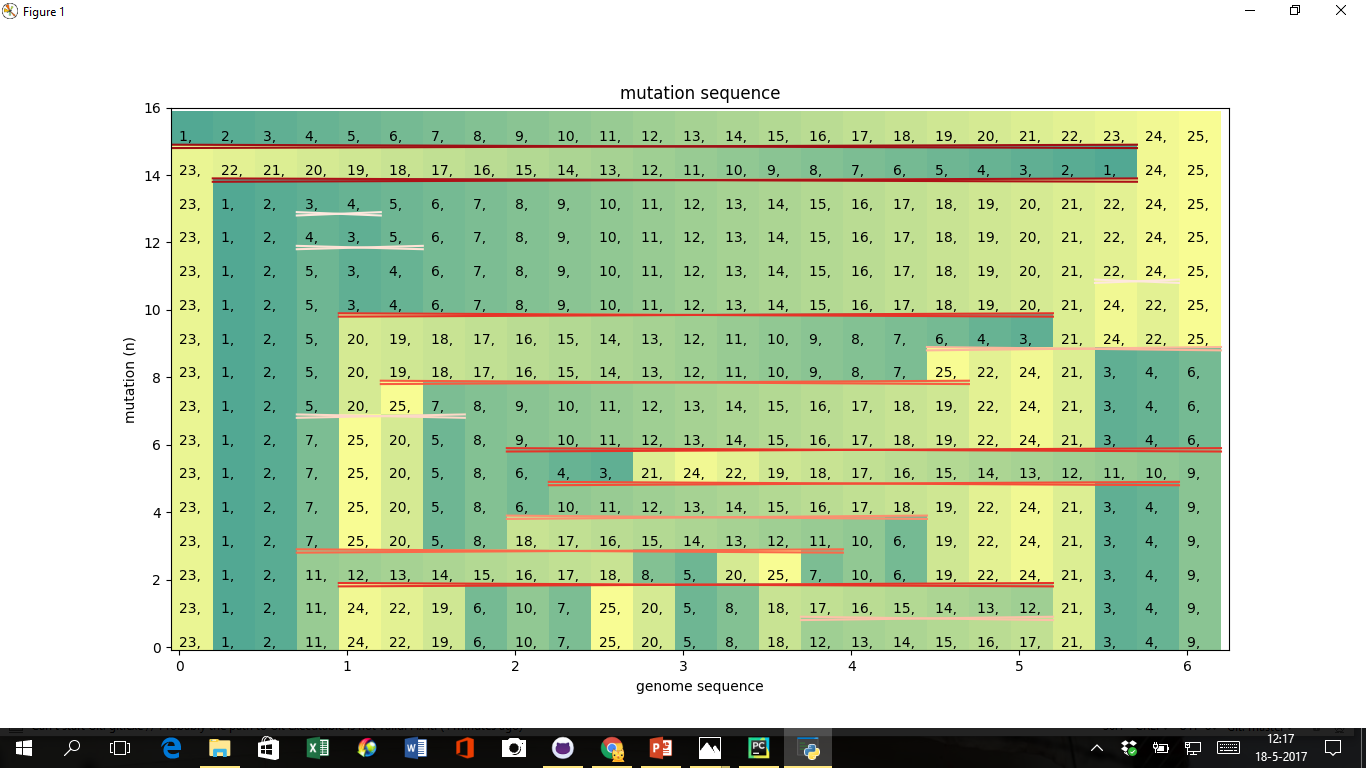 Figure 1
mutation sequence
16
1, 2, 3, 4, 5, 6, 7, 8, 9, 10, 11, 12, 13, 14, 15, 16, 17, 18, 19, 20, 21, 22, 23, 24, 25,
23, 22, 21, 20, 19, 18, 17, 16, 15, 14, 13, 12, 11, 10, 9, 8, 7, 6, 5, 4, 3, 2, 1, 24, 25,
14
23, 1, 2, 3, 4, 5, 6, 7, 8, 9, 10, 11, 12, 13, 14, 15, 16, 17, 18, 19, 20, 21, 22, 24, 25,
23, 1, 2, 4, 3, 5, 6, 7, 8, 9, 10, 11, 12, 13, 14, 15, 16, 17, 18, 19, 20, 21, 22, 24, 25,
12
23, 1, 2, 5, 3, 4, 6, 7, 8, 9, 10, 11, 12, 13, 14, 15, 16, 17, 18, 19, 20, 21, 22, 24, 25,
23, 1, 2, 5, 3, 4, 6, 7, 8, 9, 10, 11, 12, 13, 14, 15, 16, 17, 18, 19, 20, 21, 24, 22, 25,
10
23, 1, 2, 5, 20, 19, 18, 17, 16, 15, 14, 13, 12, 11, 10, 9, 8, 7, 6, 4, 3, 21, 24, 22, 25,
23, 1, 2, 5, 20, 19, 18, 17, 16, 15, 14, 13, 12, 11, 10, 9, 8, 7, 25, 22, 24, 21, 3, 4, 6,
8
23, 1, 2, 5, 20, 25, 7, 8, 9, 10, 11, 12, 13, 14, 15, 16, 17, 18, 19, 22, 24, 21, 3, 4, 6,
23, 1, 2, 7, 25, 20, 5, 8, 9, 10, 11, 12, 13, 14, 15, 16, 17, 18, 19, 22, 24, 21, 3, 4, 6,
6
23, 1, 2, 7, 25, 20, 5, 8, 6, 4, 3, 21, 24, 22, 19, 18, 17, 16, 15, 14, 13, 12, 11, 10, 9,
23, 1, 2, 7, 25, 20, 5, 8, 6, 10, 11, 12, 13, 14, 15, 16, 17, 18, 19, 22, 24, 21, 3, 4, 9,
4
23, 1, 2, 7, 25, 20, 5, 8, 18, 17, 16, 15, 14, 13, 12, 11, 10, 6, 19, 22, 24, 21, 3, 4, 9,
23, 1, 2, 11, 12, 13, 14, 15, 16, 17, 18, 8, 5, 20, 25, 7, 10, 6, 19, 22, 24, 21, 3, 4, 9,
2
23, 1, 2, 11, 24, 22, 19, 6, 10, 7, 25, 20, 5, 8, 18, 17, 16, 15, 14, 13, 12, 21, 3, 4, 9,
23, 1, 2, 11, 24, 22, 19, 6, 10, 7, 25, 20, 5, 8, 18, 12, 13, 14, 15, 16, 17, 21, 3, 4, 9,
0
0 1 2 3 4 5 6
mutation (n)
genome sequence
12:17
18-5-2017